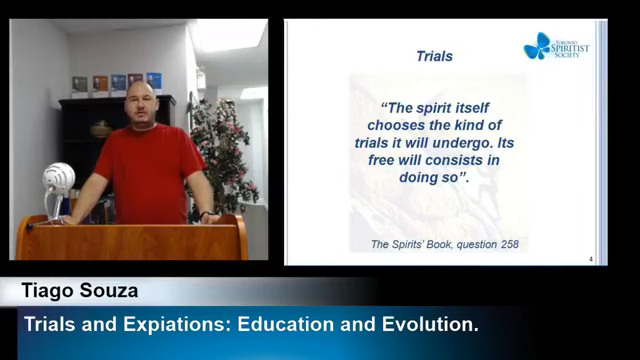 Trials
TORONTO
SPIRITIST
SOCIETY
“The spirit itself
chooses the kind of
trials it will undergo. Its
free will consists in
doing so”.
The Spirits’ Book, question 258
4
Tiago Souza
Trials and Expiations: Education and Evolution.